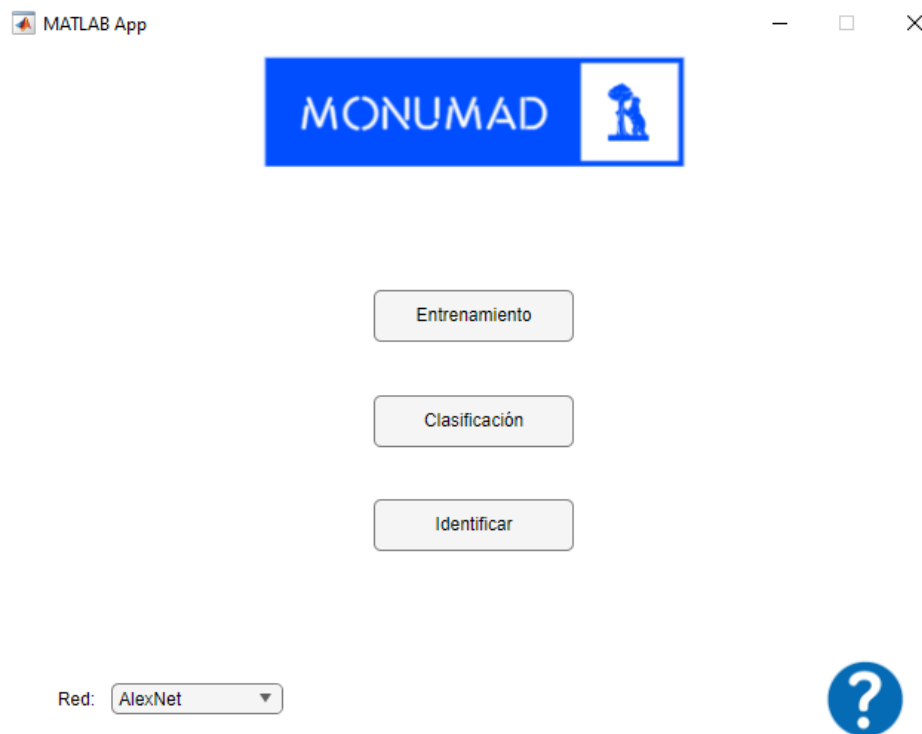 MATLAB App
MONUMAD
Entrenamiento
Clasificación
Identificar
Red: AlexNet
?